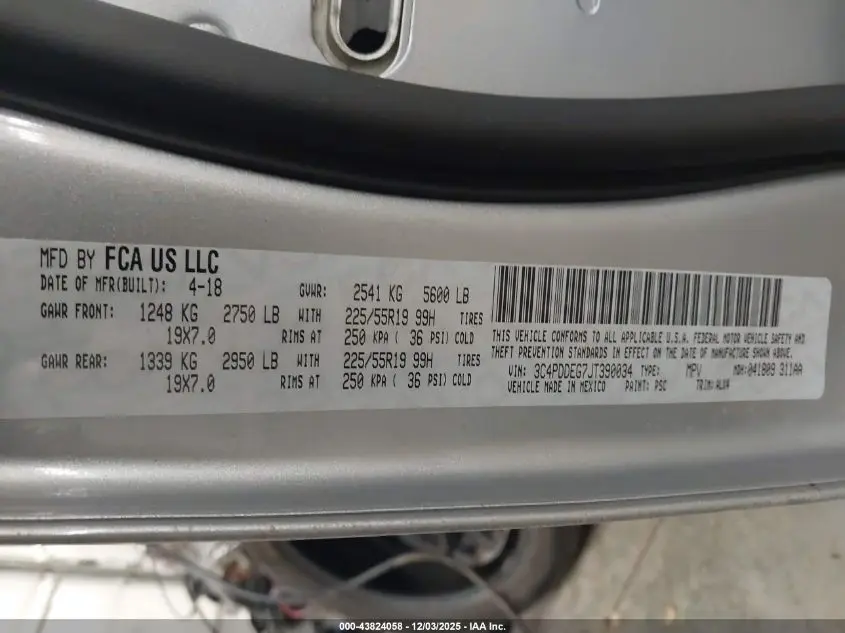 MFD BY FCA US LLC
DATE OF MFR(BUILT): 4-18 GVWR: 2541 KG 5600 LB
GAWR FRONT: 1248 KG 2750 LB WITH 225/55R19 99H TIRES
19X7.0 RIMS AT 250 KPA ( 36 PSI) COLD
GAWR REAR: 1339 KG 2950 LB WITH 225/55R19 99H TIRES
19X7.0 RIMS AT 250 KPA ( 36 PSI) COLD
THIS VEHICLE CONFORMS TO ALL APPLICABLE U.S.A. FEDERAL MOTOR VEHICLE SAFETY AND
THEFT PREVENTION STANDARDS IN EFFECT ON THE DATE OF MANUFACTURE SHOWN ABOVE.
VIN: 3C4PDDEG7JT390034 TYPE: MPV MDH:041809 311AA
VEHICLE MADE IN MEXICO PAINT: PSC TRIM:
000-43824058 - 12/03/2025 - IAA Inc.